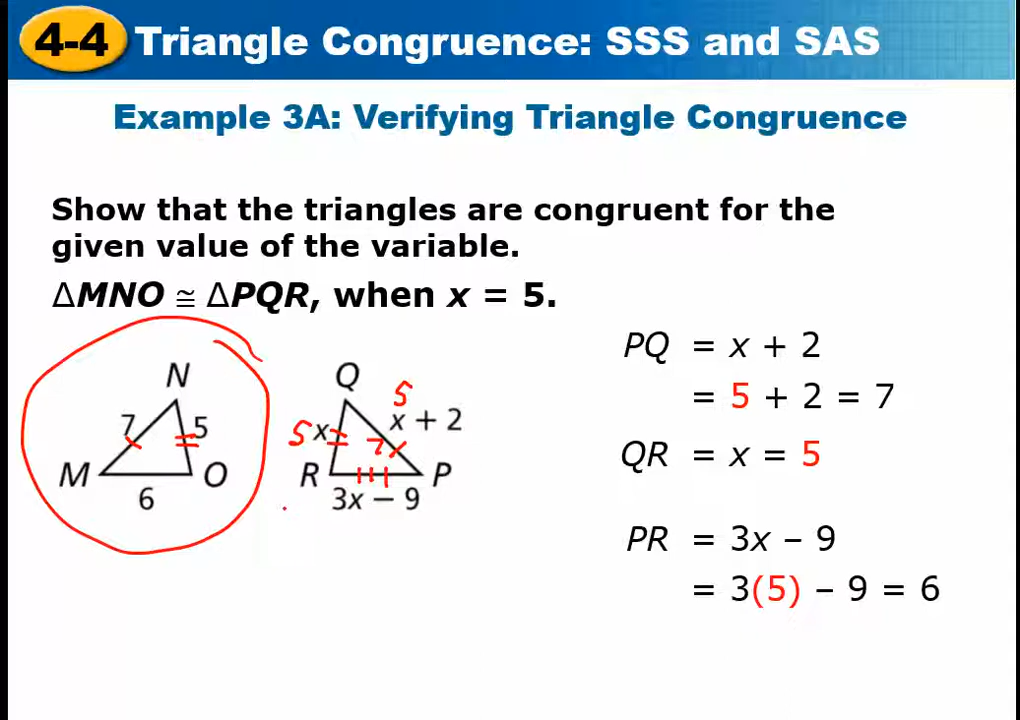 4-4 Triangle Congruence: SSS and SAS
Example 3A: Verifying Triangle Congruence
Show that the triangles are congruent for the
given value of the variable.
∆MNO ≅ ∆PQR, when x = 5.
PQ = x + 2
= 5 + 2 = 7
QR = x = 5
PR = 3x – 9
= 3(5) – 9 = 6
N
7
5
M
O
6
Q
5
5 x
x + 2
7
R
P
3x − 9